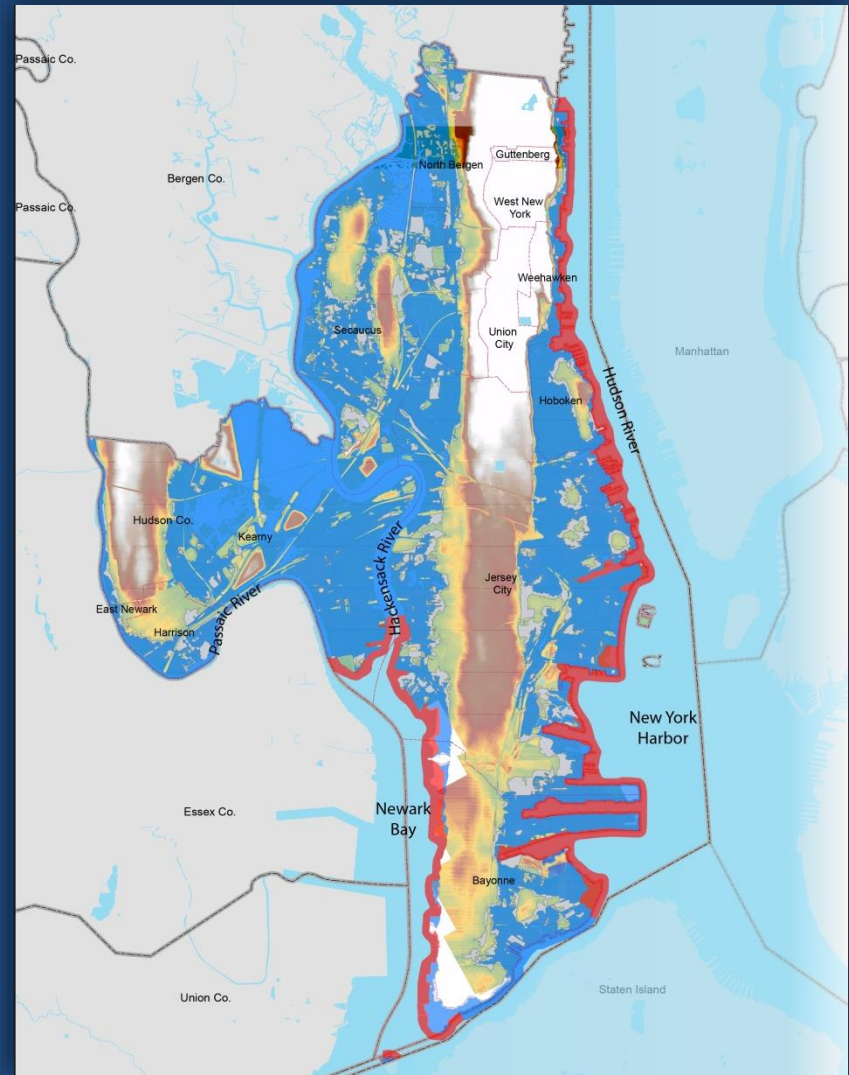 Passaic Co.
Bergen Co.
Passaic Co.
North Bergen
Guttenberg
West New
York
Weehawken
Secaucus
Union
City
Manhattan
Hoboken
Hudson River
Hudson Co.
Kearny
Hackensack River
Jersey
City
East Newark
Harrison
Passaic River
New York
Harbor
Essex Co.
Newark
Bay
Bayonne
Union Co.
Staten Island